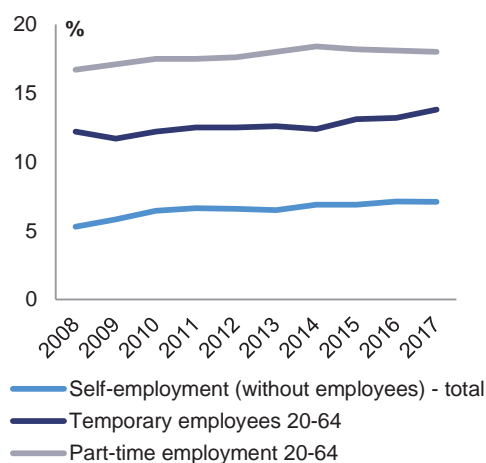 20
%
15
10
5
0
2008 2009 2010 2011 2012 2013 2014 2015 2016 2017
Self-employment (without employees) - total
Temporary employees 20-64
Part-time employment 20-64